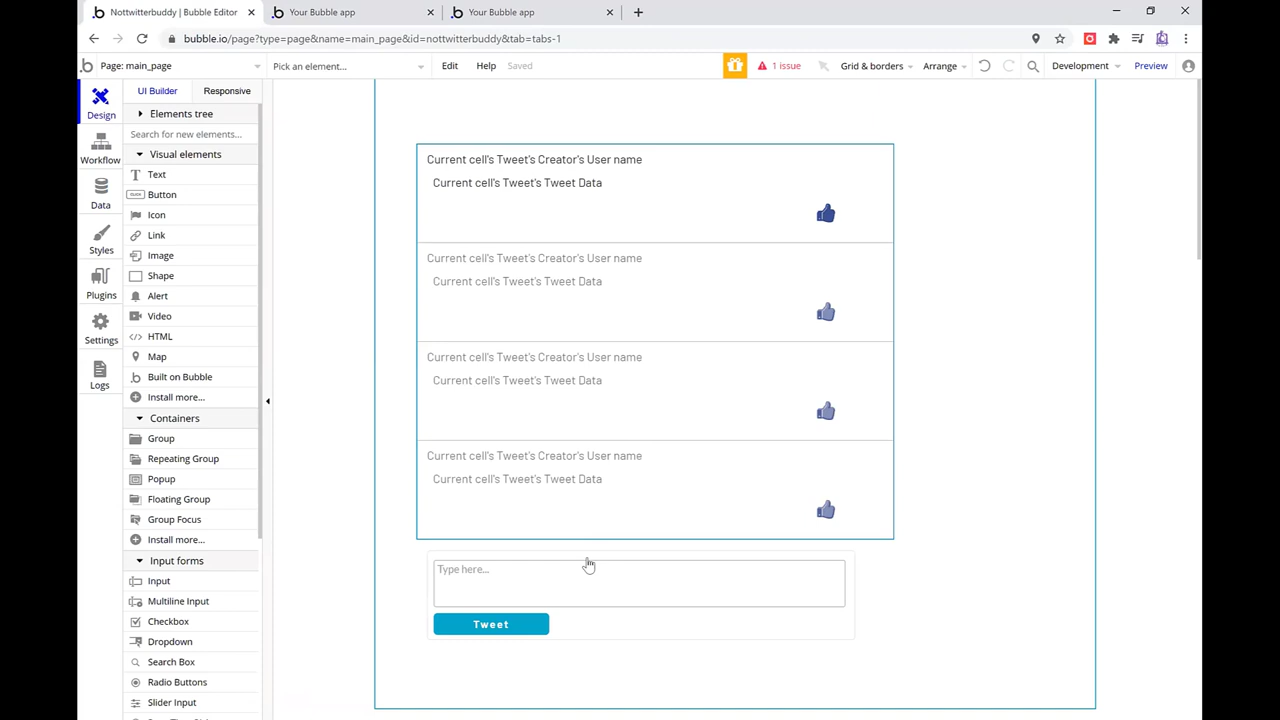 Nottwitterbuddy | Bubble Editor
Your Bubble app
Your Bubble app
bubble.io/page?type=page&name=main_page&id=nottwitterbuddy&tab=tabs-1
Page: main_page
Pick an element...
Edit
Help
Saved
1 issue
Grid & borders
Arrange
Development
Preview
Design
Workflow
Data
Styles
Plugins
Settings
Logs
UI Builder
Responsive
Elements tree
Search for new elements...
Visual elements
Text
CLICK Button
Icon
Link
Image
Shape
Alert
Video
HTML
Map
Built on Bubble
Install more...
Containers
Group
Repeating Group
Popup
Floating Group
Group Focus
Install more...
Input forms
Input
Multiline Input
Checkbox
Dropdown
Search Box
Radio Buttons
Slider Input
Current cell's Tweet's Creator's User name
Current cell's Tweet's Tweet Data
Current cell's Tweet's Creator's User name
Current cell's Tweet's Tweet Data
Current cell's Tweet's Creator's User name
Current cell's Tweet's Tweet Data
Current cell's Tweet's Creator's User name
Current cell's Tweet's Tweet Data
Type here...
Tweet